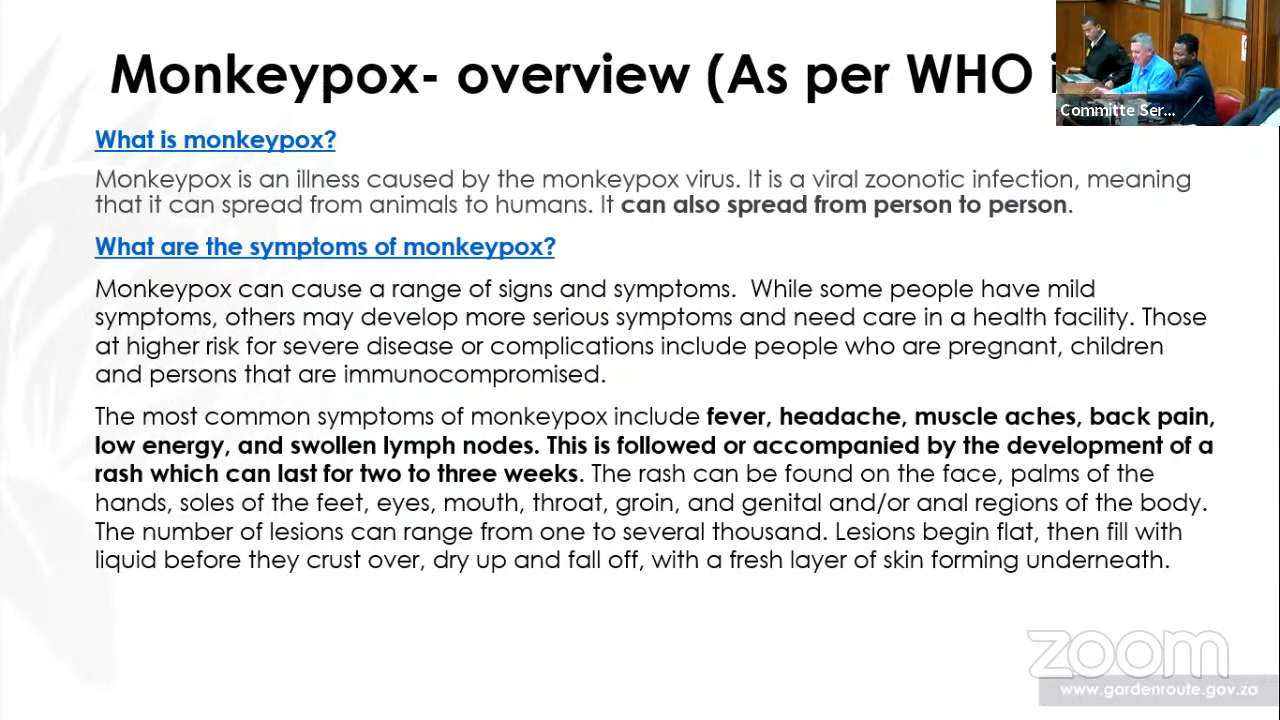 Monkeypox- overview (As per WHO i
Committe Ser...
What is monkeypox?
Monkeypox is an illness caused by the monkeypox virus. It is a viral zoonotic infection, meaning
that it can spread from animals to humans. It can also spread from person to person.
What are the symptoms of monkeypox?
Monkeypox can cause a range of signs and symptoms.  While some people have mild
symptoms, others may develop more serious symptoms and need care in a health facility. Those
at higher risk for severe disease or complications include people who are pregnant, children
and persons that are immunocompromised.
The most common symptoms of monkeypox include fever, headache, muscle aches, back pain,
low energy, and swollen lymph nodes. This is followed or accompanied by the development of a
rash which can last for two to three weeks. The rash can be found on the face, palms of the
hands, soles of the feet, eyes, mouth, throat, groin, and genital and/or anal regions of the body.
The number of lesions can range from one to several thousand. Lesions begin flat, then fill with
liquid before they crust over, dry up and fall off, with a fresh layer of skin forming underneath.
zoom
www.gardenroute.gov.za